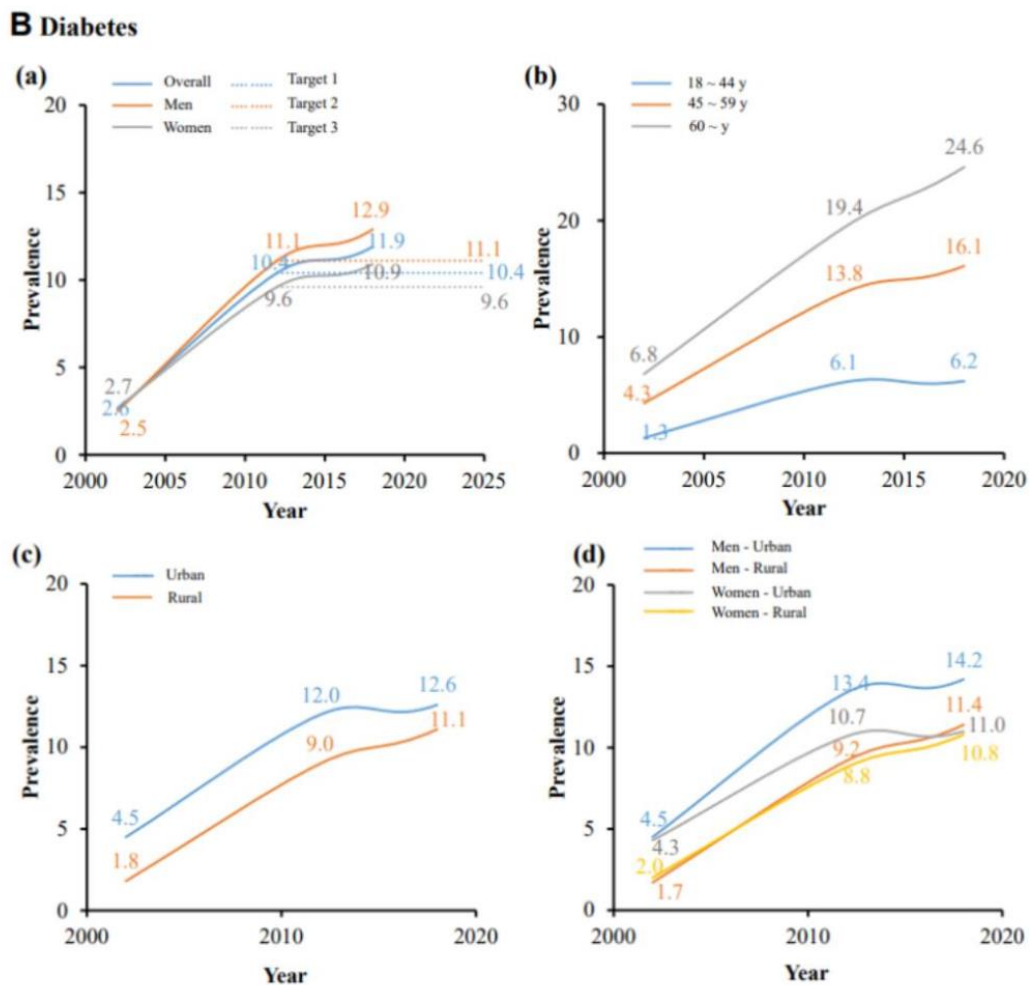 B Diabetes
(a)
Overall
Target 1
Men
Target 2
Women
Target 3
20
15
10
5
0
Prevalence
12.9
11.1
11.9
11.1
10.4
10.9
10.4
9.6
9.6
2.7
2.6
2.5
2000 2005 2010 2015 2020 2025
Year
(b)
18 ~ 44 y
45 ~ 59 y
60 ~ y
30
20
10
0
Prevalence
24.6
19.4
16.1
13.8
6.8
6.1
6.2
4.3
1.3
2000 2005 2010 2015 2020
Year
(c)
Urban
Rural
20
15
10
5
0
Prevalence
12.0
12.6
11.1
9.0
4.5
1.8
2000 2010 2020
Year
(d)
Men - Urban
Men - Rural
Women - Urban
Women - Rural
20
15
10
5
0
Prevalence
14.2
13.4
11.4
10.7
11.0
9.2
10.8
8.8
4.5
4.3
2.0
1.7
2000 2010 2020
Year